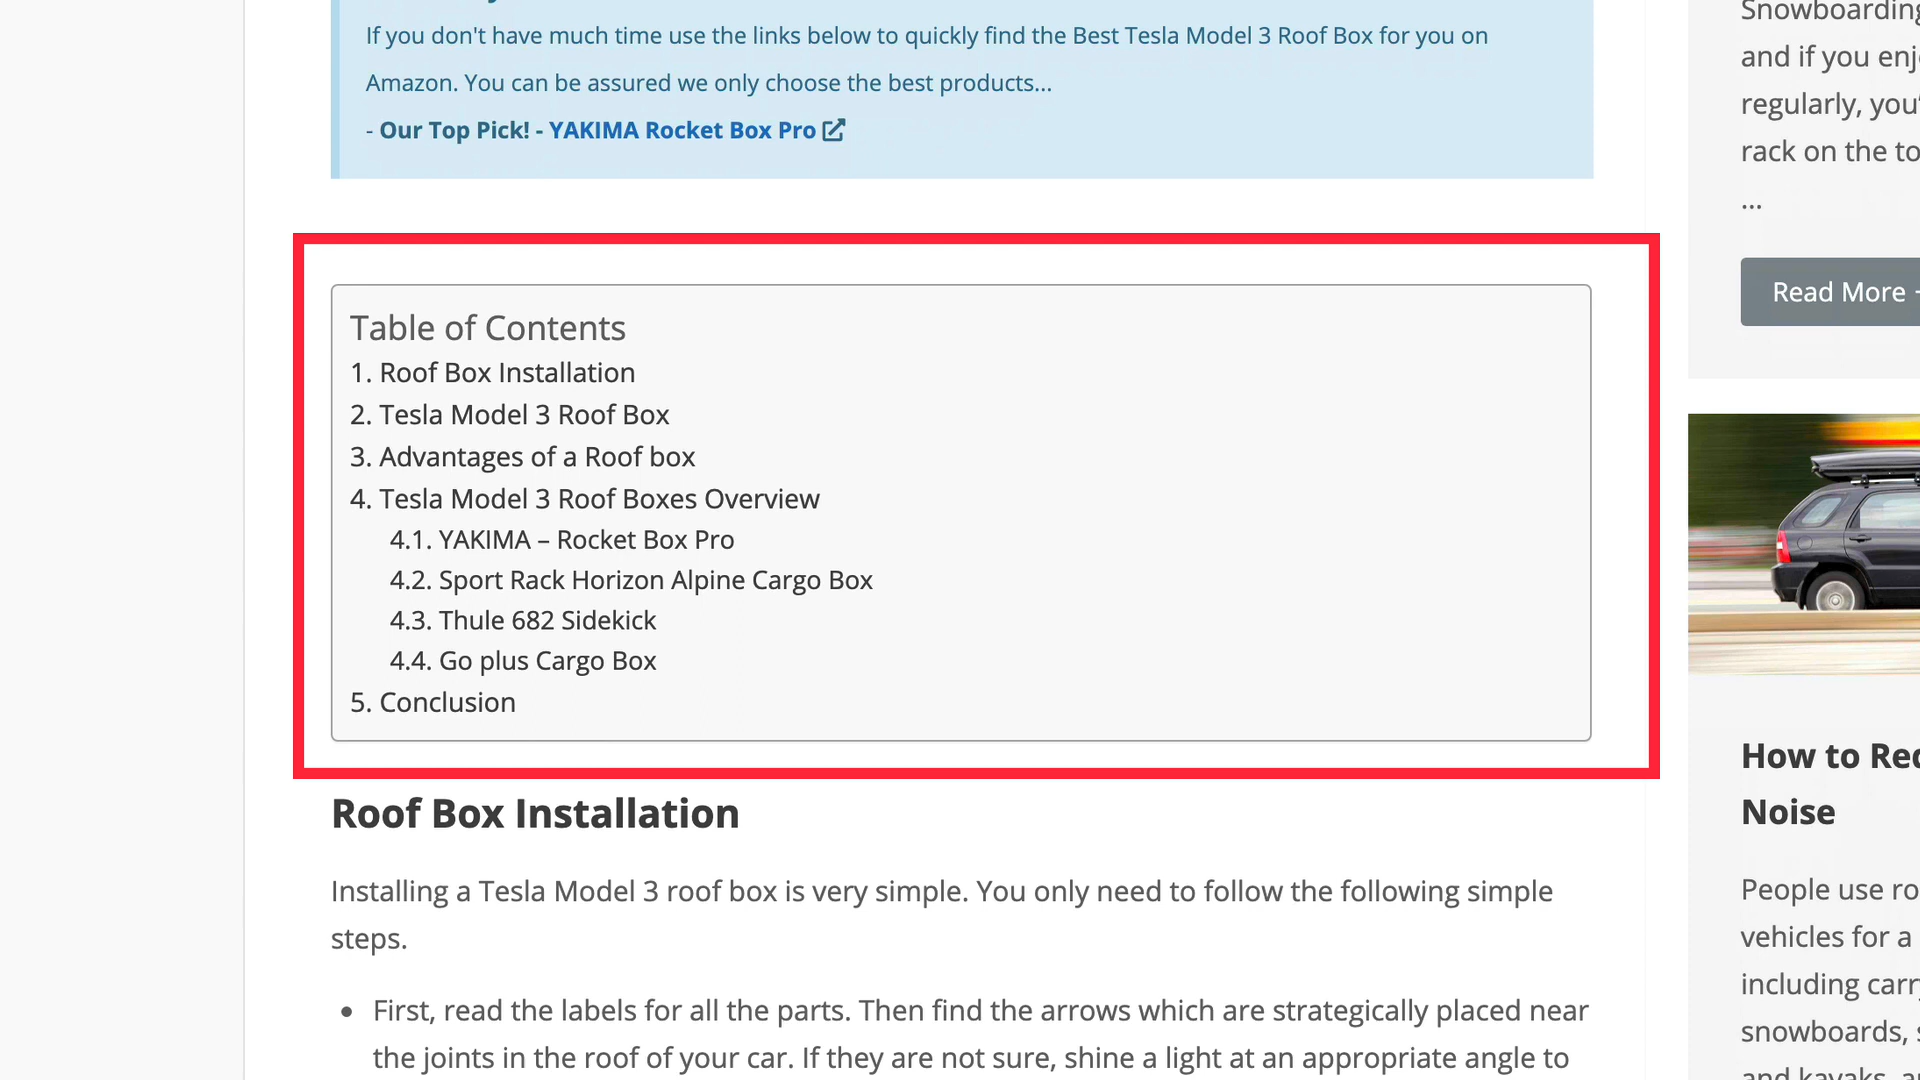 If you don't have much time use the links below to quickly find the Best Tesla Model 3 Roof Box for you on
Amazon. You can be assured we only choose the best products...
- Our Top Pick! - YAKIMA Rocket Box Pro
Table of Contents
1. Roof Box Installation
2. Tesla Model 3 Roof Box
3. Advantages of a Roof box
4. Tesla Model 3 Roof Boxes Overview
4.1. YAKIMA – Rocket Box Pro
4.2. Sport Rack Horizon Alpine Cargo Box
4.3. Thule 682 Sidekick
4.4. Go plus Cargo Box
5. Conclusion
Roof Box Installation
Installing a Tesla Model 3 roof box is very simple. You only need to follow the following simple
steps.
• First, read the labels for all the parts. Then find the arrows which are strategically placed near
the joints in the roof of your car. If they are not sure, shine a light at an appropriate angle to
Snowboarding
and if you
regularly,
rack on the
...
Read More
How to
Noise
People use
vehicles for a
including
snowboards,
and kayaks,